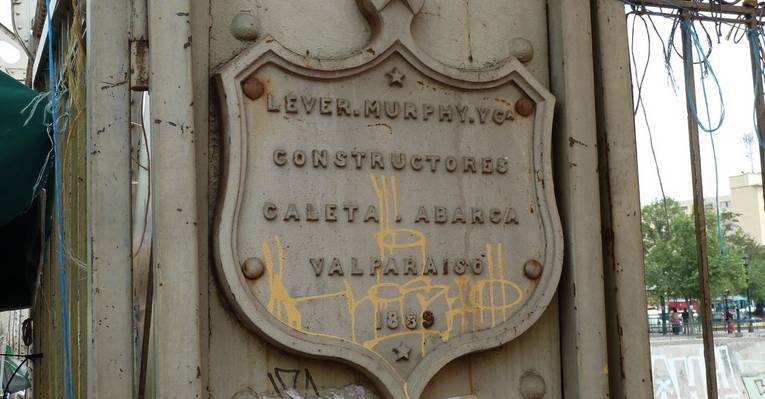 LEVER. MURPHY. Y Cª
CONSTRUCTORES
CALETA. ABARCA
VALPARAISO
1889